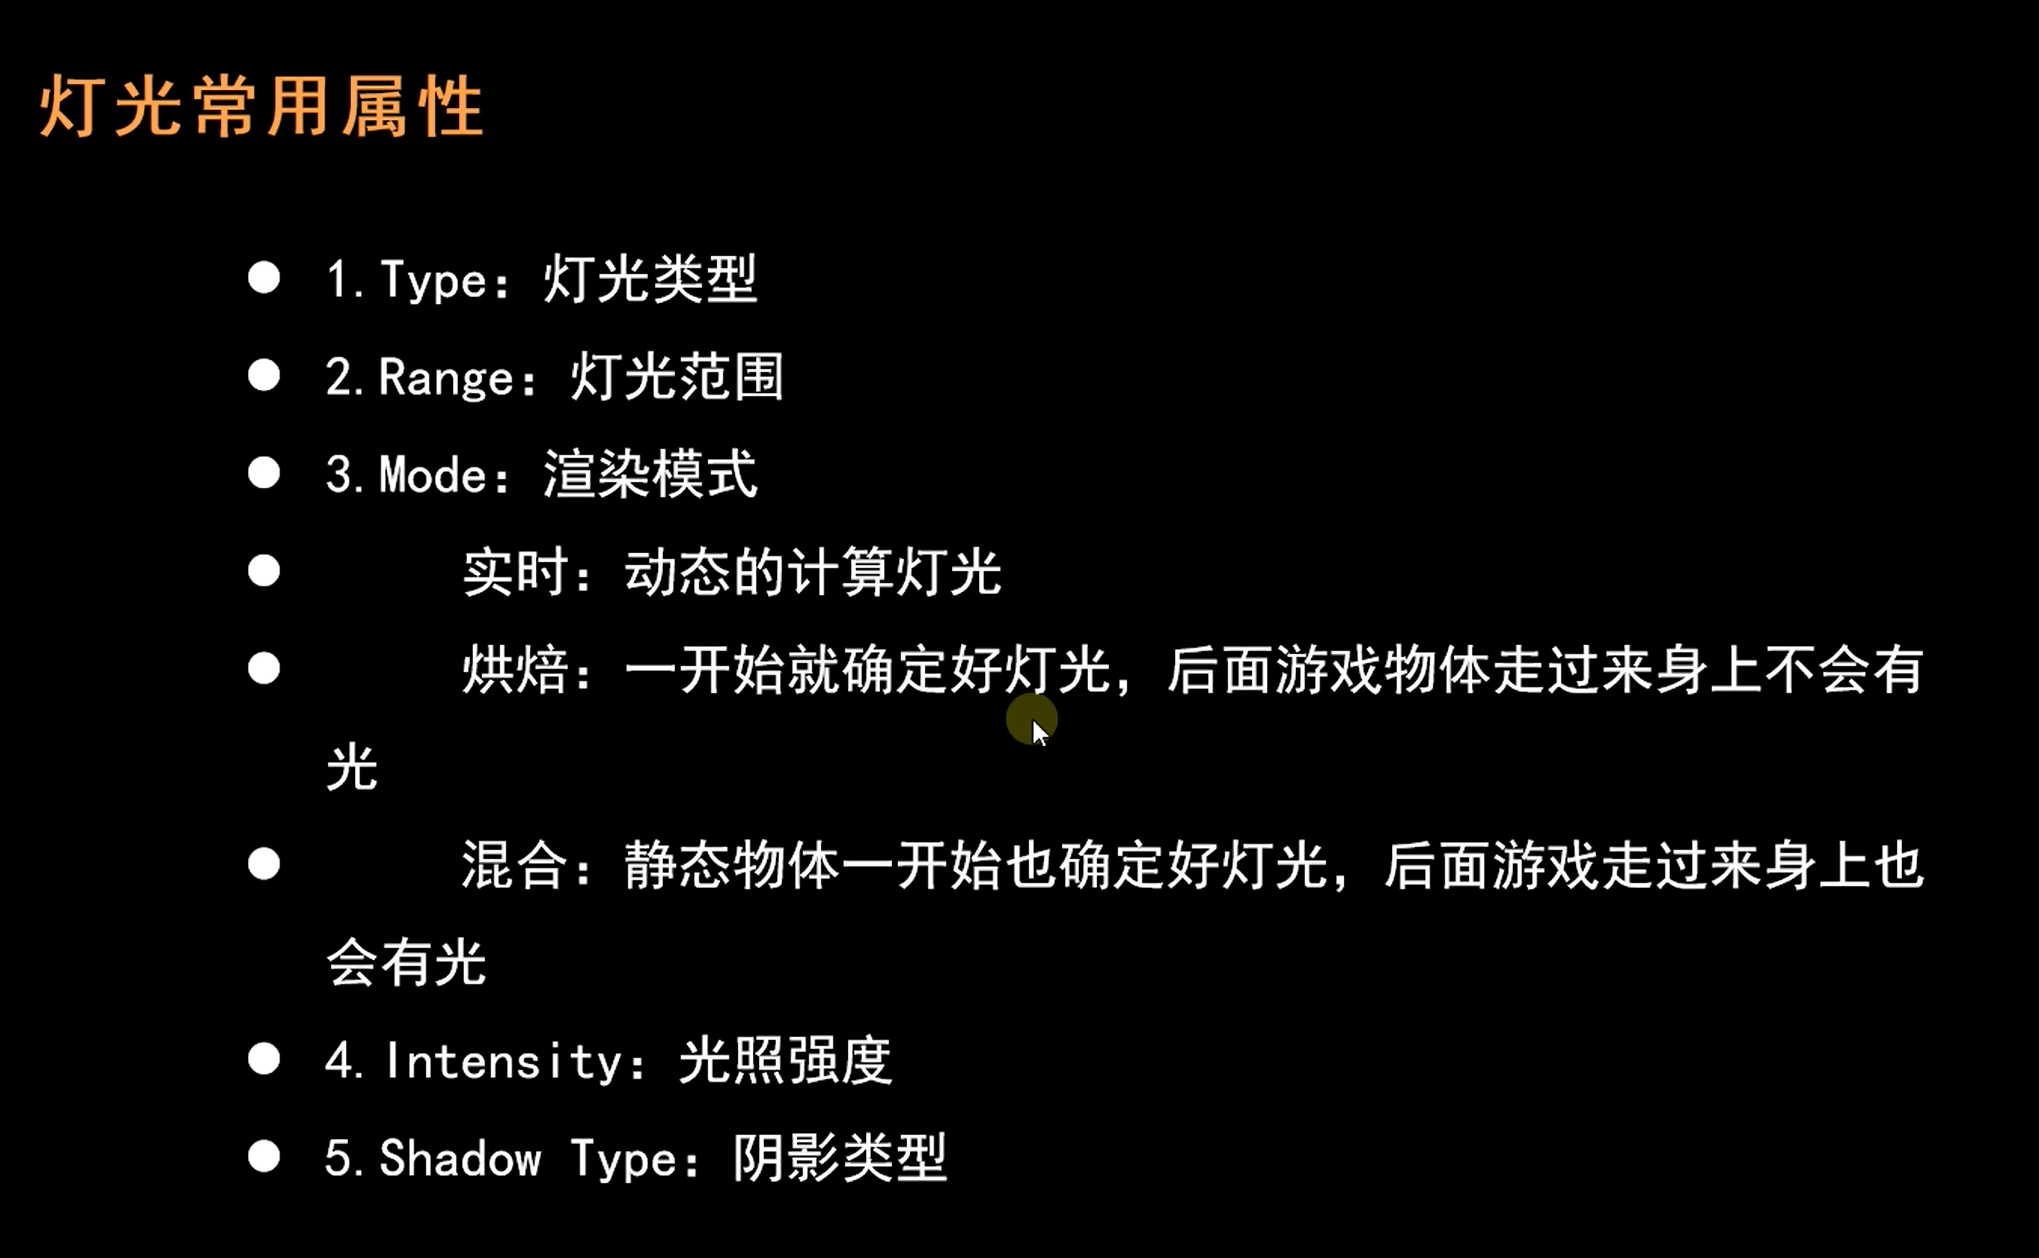 灯光常用属性
1.Type：灯光类型
2.Range：灯光范围
3.Mode：渲染模式
实时：动态的计算灯光
烘焙：一开始就确定好灯光，后面游戏物体走过来身上不会有
光
混合：静态物体一开始也确定好灯光，后面游戏走过来身上也
会有光
4.Intensity：光照强度
5.Shadow Type：阴影类型